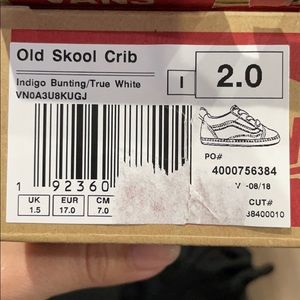 VANS
Old Skool Crib
Indigo Bunting/True White
VN0A3U8KUGJ
I
2.0
PO#
4000756384
-08/18
CUT#
38400010
1 92360
UK EUR CM
1.5 17.0 7.0